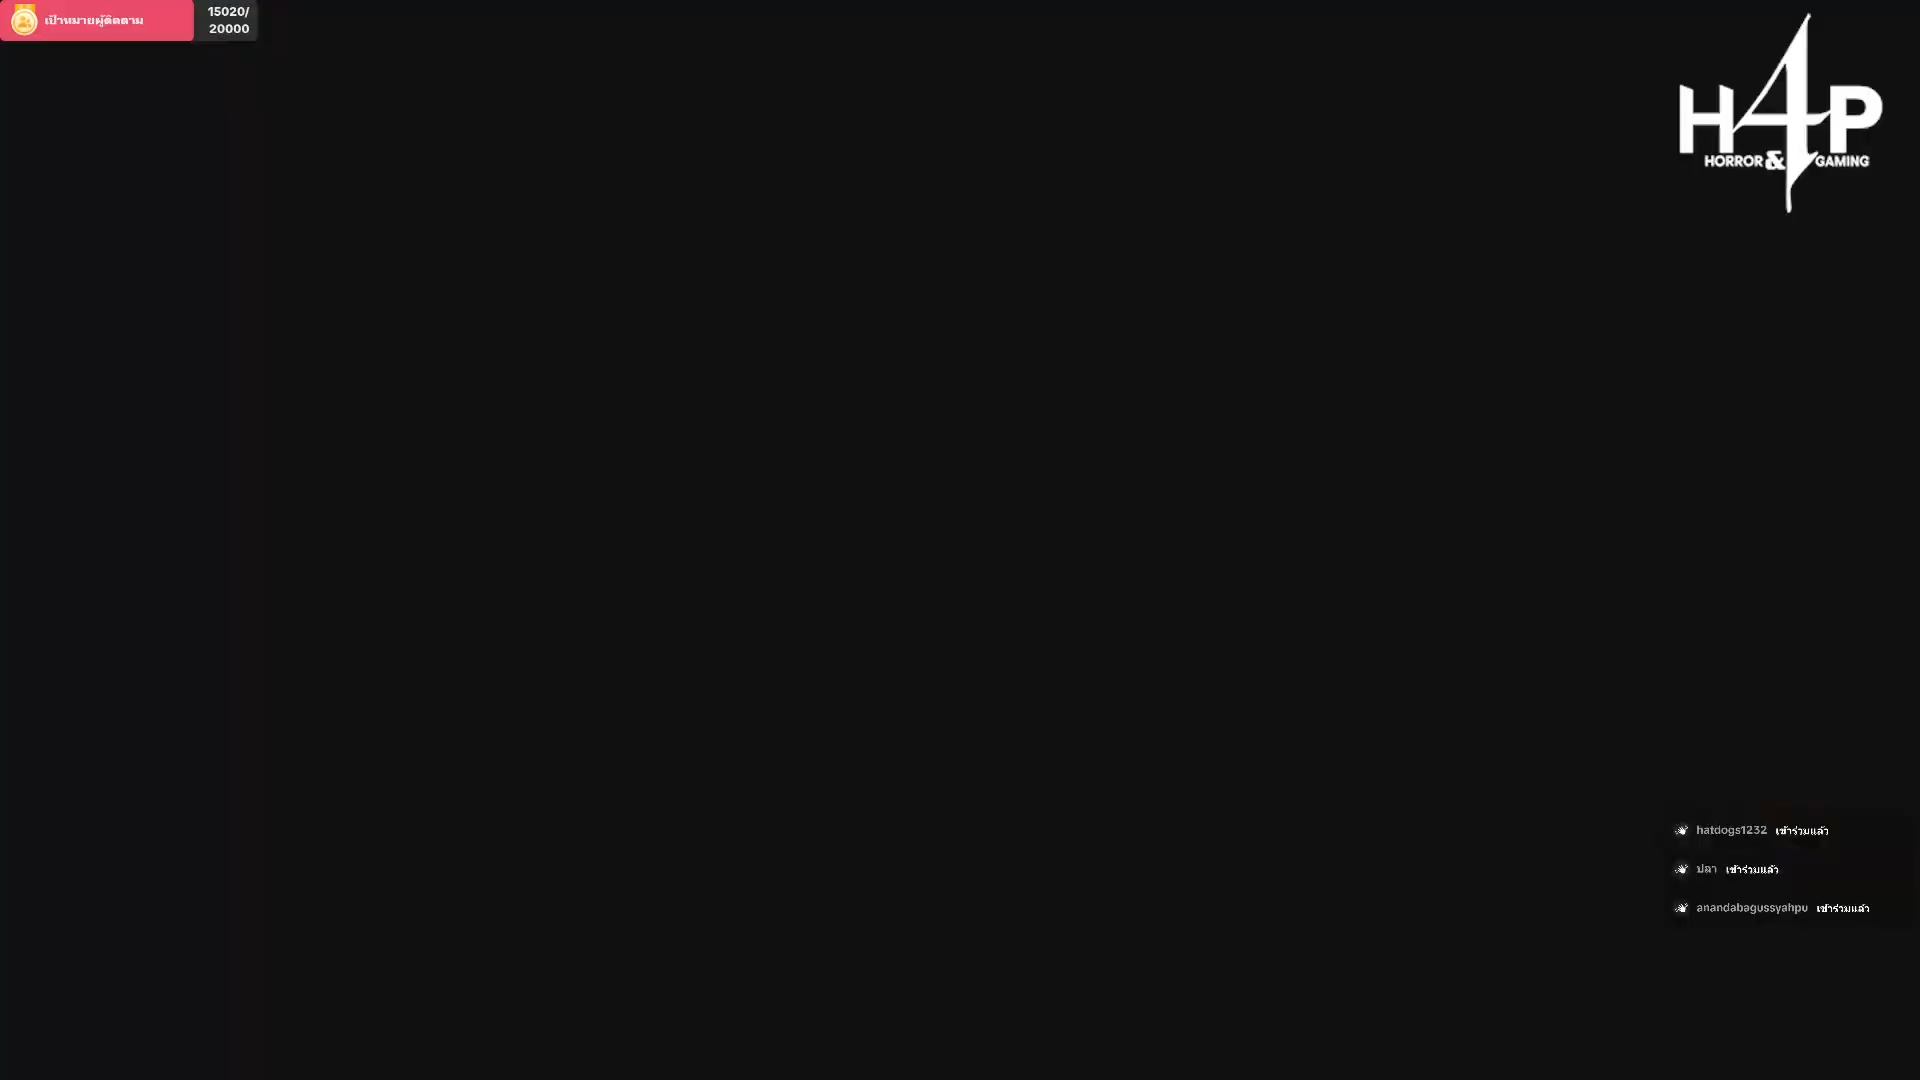 เป้าหมายผู้ติดตาม
15020/
20000
H4P
HORROR & GAMING
hatdogs1232 เข้าร่วมแล้ว
ปลา เข้าร่วมแล้ว
anandabagussyahpu เข้าร่วมแล้ว